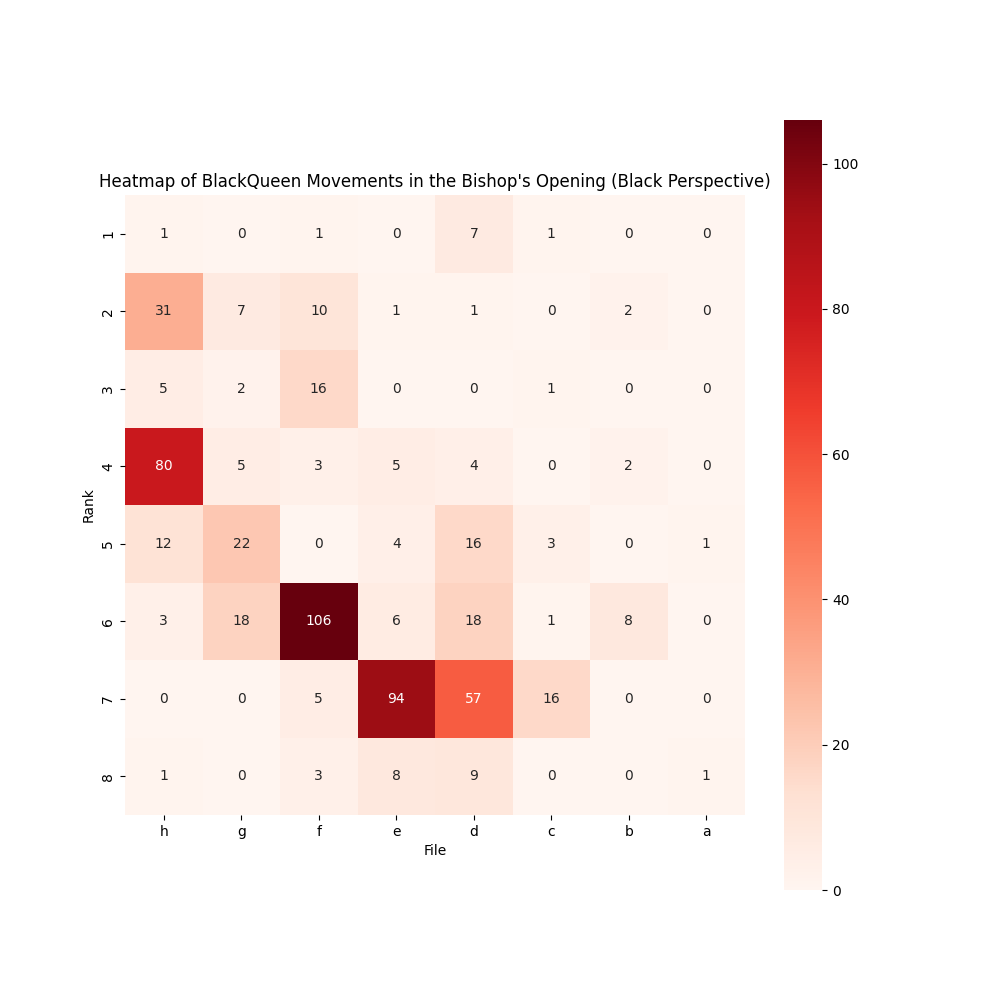 Heatmap of BlackQueen Movements in the Bishop's Opening (Black Perspective)
1 1 0 1 0 7 1 0 0
2 31 7 10 1 1 0 2 0
3 5 2 16 0 0 1 0 0
4 80 5 3 5 4 0 2 0
5 12 22 0 4 16 3 0 1
6 3 18 106 6 18 1 8 0
7 0 0 5 94 57 16 0 0
8 1 0 3 8 9 0 0 1
h g f e d c b a
File
Rank
100
80
60
40
20
0